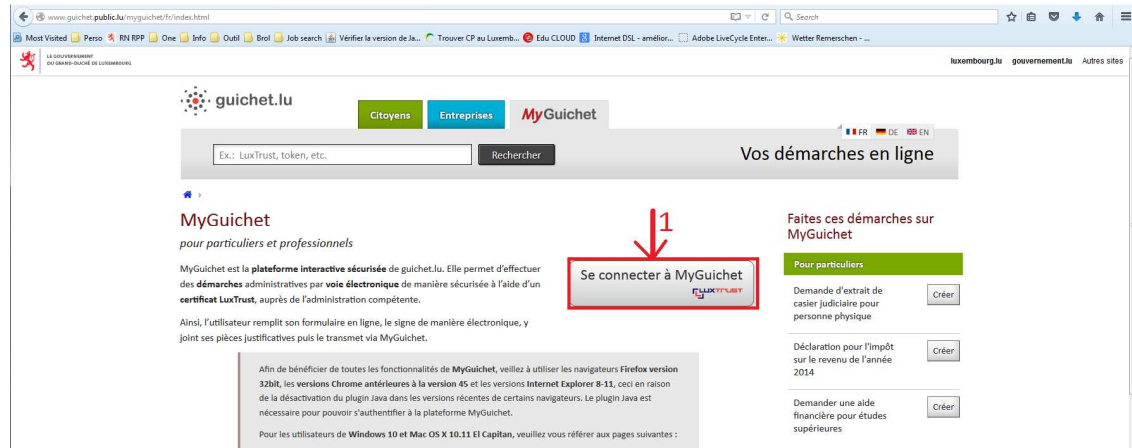 www.guichet.public.lu/myguichet/fr/index.html
Search
Most Visited Perso RN RPP One Info Outil Brol Job search Vérifier la version de Ja... Trouver CP au Luxemb... Edu CLOUD Internet DSL - amélior... Adobe LiveCycle Enter... Wetter Remerschen - ...
LE GOUVERNEMENT
DU GRAND-DUCHÉ DE LUXEMBOURG
luxembourg.lu gouvernement.lu Autres sites
guichet.lu
Citoyens Entreprises MyGuichet
FR DE EN
Ex.: LuxTrust, token, etc. Rechercher
Vos démarches en ligne
MyGuichet
pour particuliers et professionnels
MyGuichet est la plateforme interactive sécurisée de guichet.lu. Elle permet d'effectuer
des démarches administratives par voie électronique de manière sécurisée à l'aide d'un
certificat LuxTrust, auprès de l'administration compétente.
Ainsi, l'utilisateur remplit son formulaire en ligne, le signe de manière électronique, y
joint ses pièces justificatives puis le transmet via MyGuichet.
1
Se connecter à MyGuichet
LUXTRUST
Afin de bénéficier de toutes les fonctionnalités de MyGuichet, veillez à utiliser les navigateurs Firefox version
32bit, les versions Chrome antérieures à la version 45 et les versions Internet Explorer 8-11, ceci en raison
de la désactivation du plugin Java dans les versions récentes de certains navigateurs. Le plugin Java est
nécessaire pour pouvoir s'authentifier à la plateforme MyGuichet.
Pour les utilisateurs de Windows 10 et Mac OS X 10.11 El Capitan, veuillez vous référer aux pages suivantes :
Faites ces démarches sur
MyGuichet
Pour particuliers
Demande d'extrait de
casier judiciaire pour
personne physique
Créer
Déclaration pour l'impôt
sur le revenu de l'année
2014
Créer
Demander une aide
financière pour études
supérieures
Créer